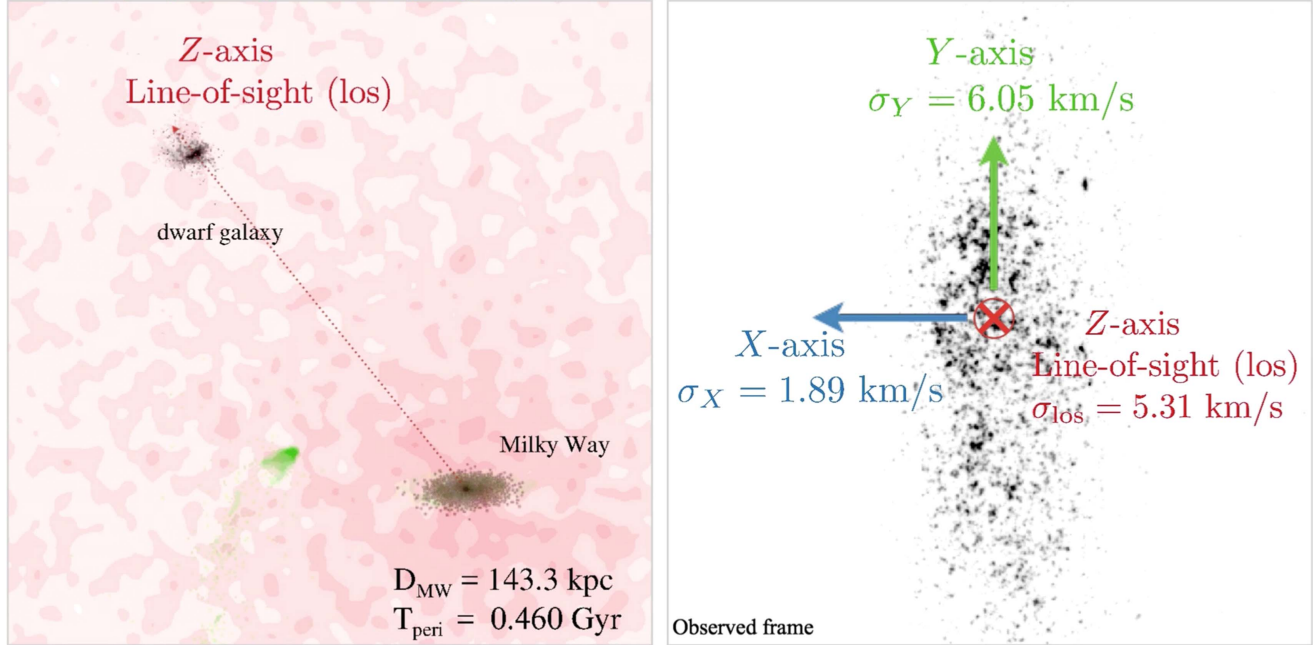 Z-axis
Line-of-sight (los)
dwarf galaxy
Milky Way
D_MW = 143.3 kpc
T_peri = 0.460 Gyr
Y-axis
σ_Y = 6.05 km/s
X-axis
σ_X = 1.89 km/s
Z-axis
Line-of-sight (los)
σ_los = 5.31 km/s
Observed frame